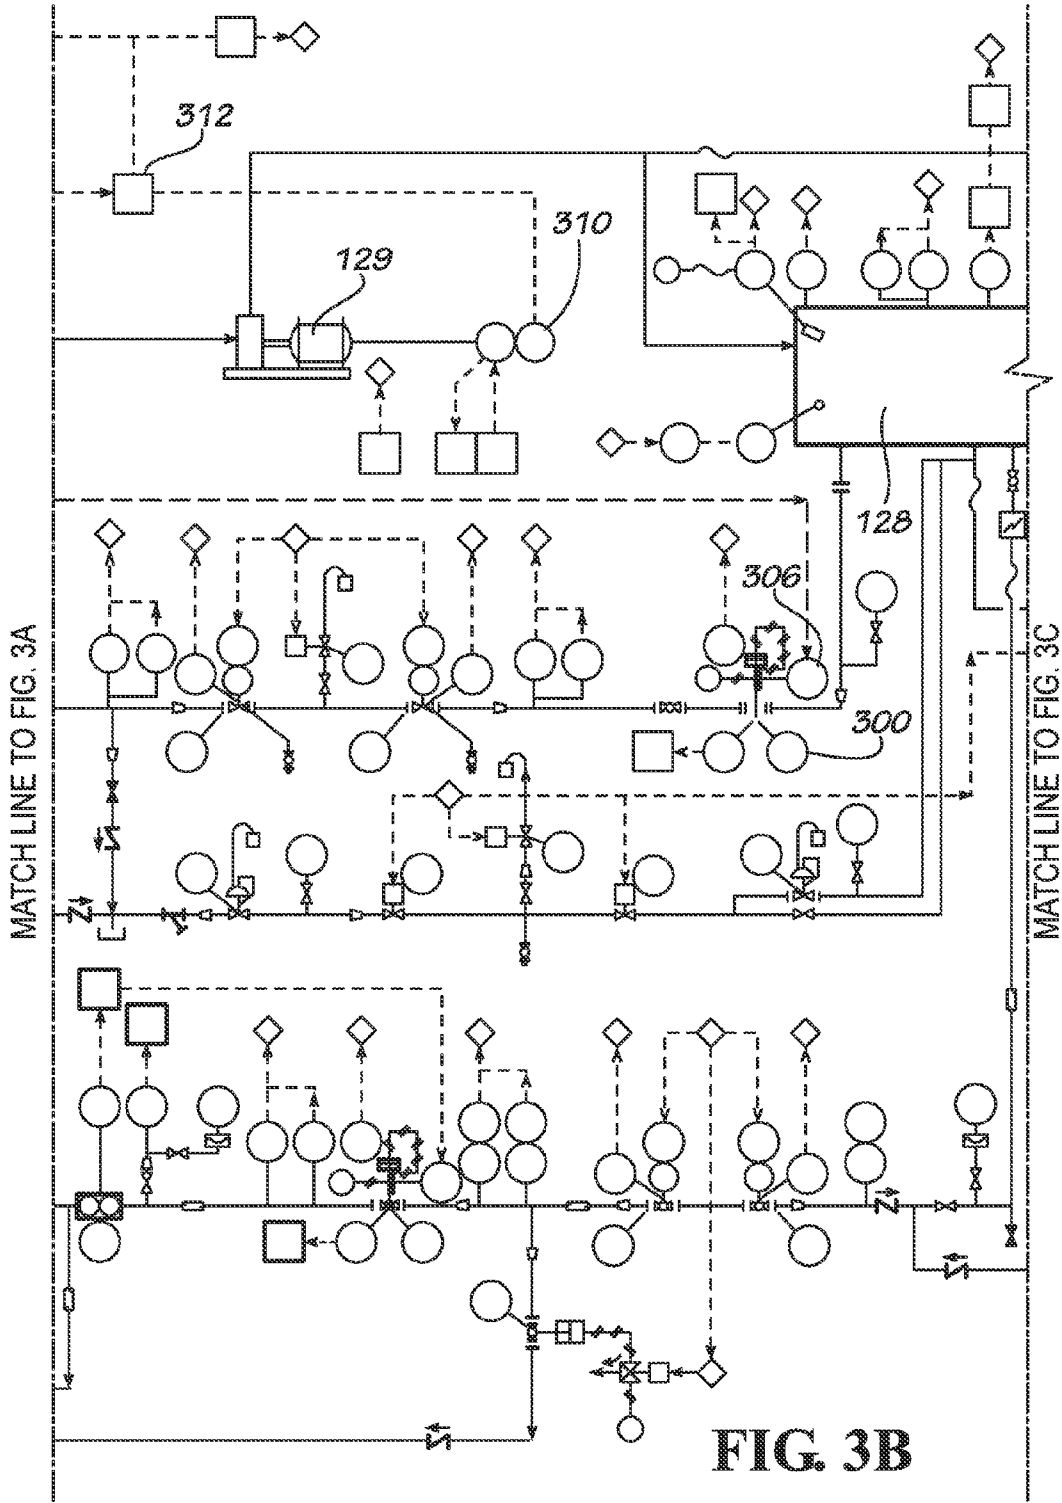 312
310
129
128
306
300
MATCH LINE TO FIG. 3A
MATCH LINE TO FIG. 3C
FIG. 3B